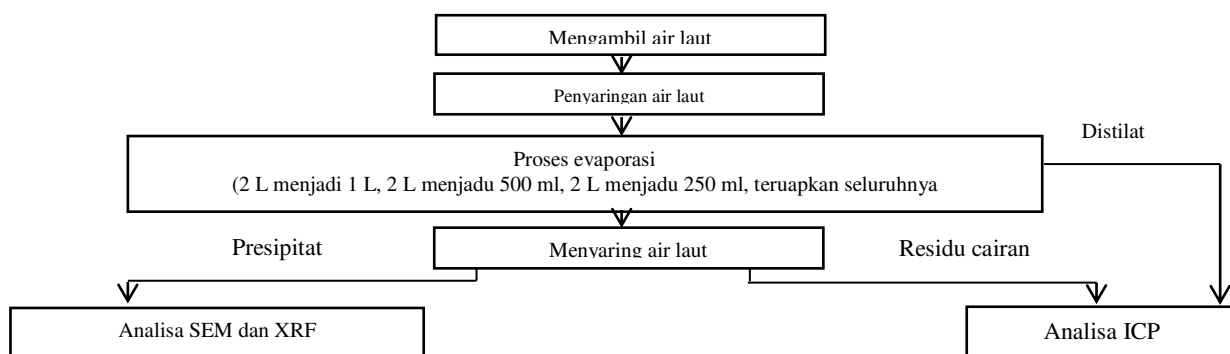 Mengambil air laut
Penyaringan air laut
Distilat
Proses evaporasi
(2 L menjadi 1 L, 2 L menjadu 500 ml, 2 L menjadu 250 ml, teruapkan seluruhnya
Presipitat
Menyaring air laut
Residu cairan
Analisa SEM dan XRF
Analisa ICP